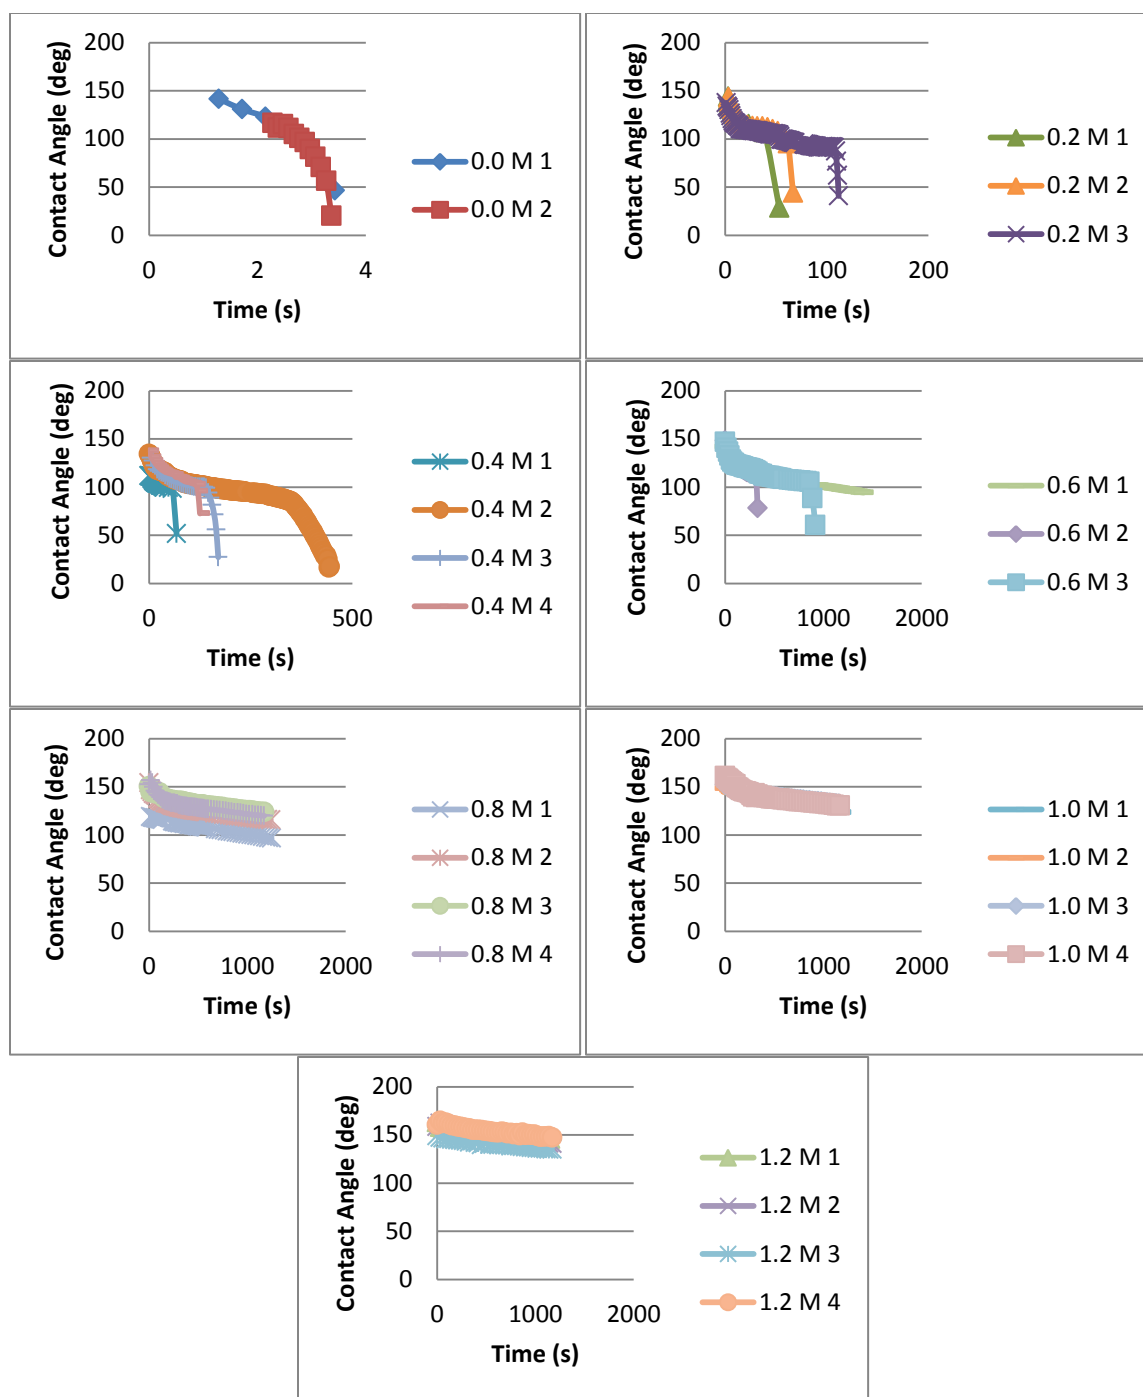 Contact Angle (deg)
200
150
100
50
0
0 2 4
Time (s)
0.0 M 1
0.0 M 2
Contact Angle (deg)
200
150
100
50
0
0 100 200
Time (s)
0.2 M 1
0.2 M 2
0.2 M 3
Contact Angle (deg)
200
150
100
50
0
0 500
Time (s)
0.4 M 1
0.4 M 2
0.4 M 3
0.4 M 4
Contact Angle (deg)
200
150
100
50
0
0 1000 2000
Time (s)
0.6 M 1
0.6 M 2
0.6 M 3
Contact Angle (deg)
200
150
100
50
0
0 1000 2000
Time (s)
0.8 M 1
0.8 M 2
0.8 M 3
0.8 M 4
Contact Angle (deg)
200
150
100
50
0
0 1000 2000
Time (s)
1.0 M 1
1.0 M 2
1.0 M 3
1.0 M 4
Contact Angle (deg)
200
150
100
50
0
0 1000 2000
Time (s)
1.2 M 1
1.2 M 2
1.2 M 3
1.2 M 4